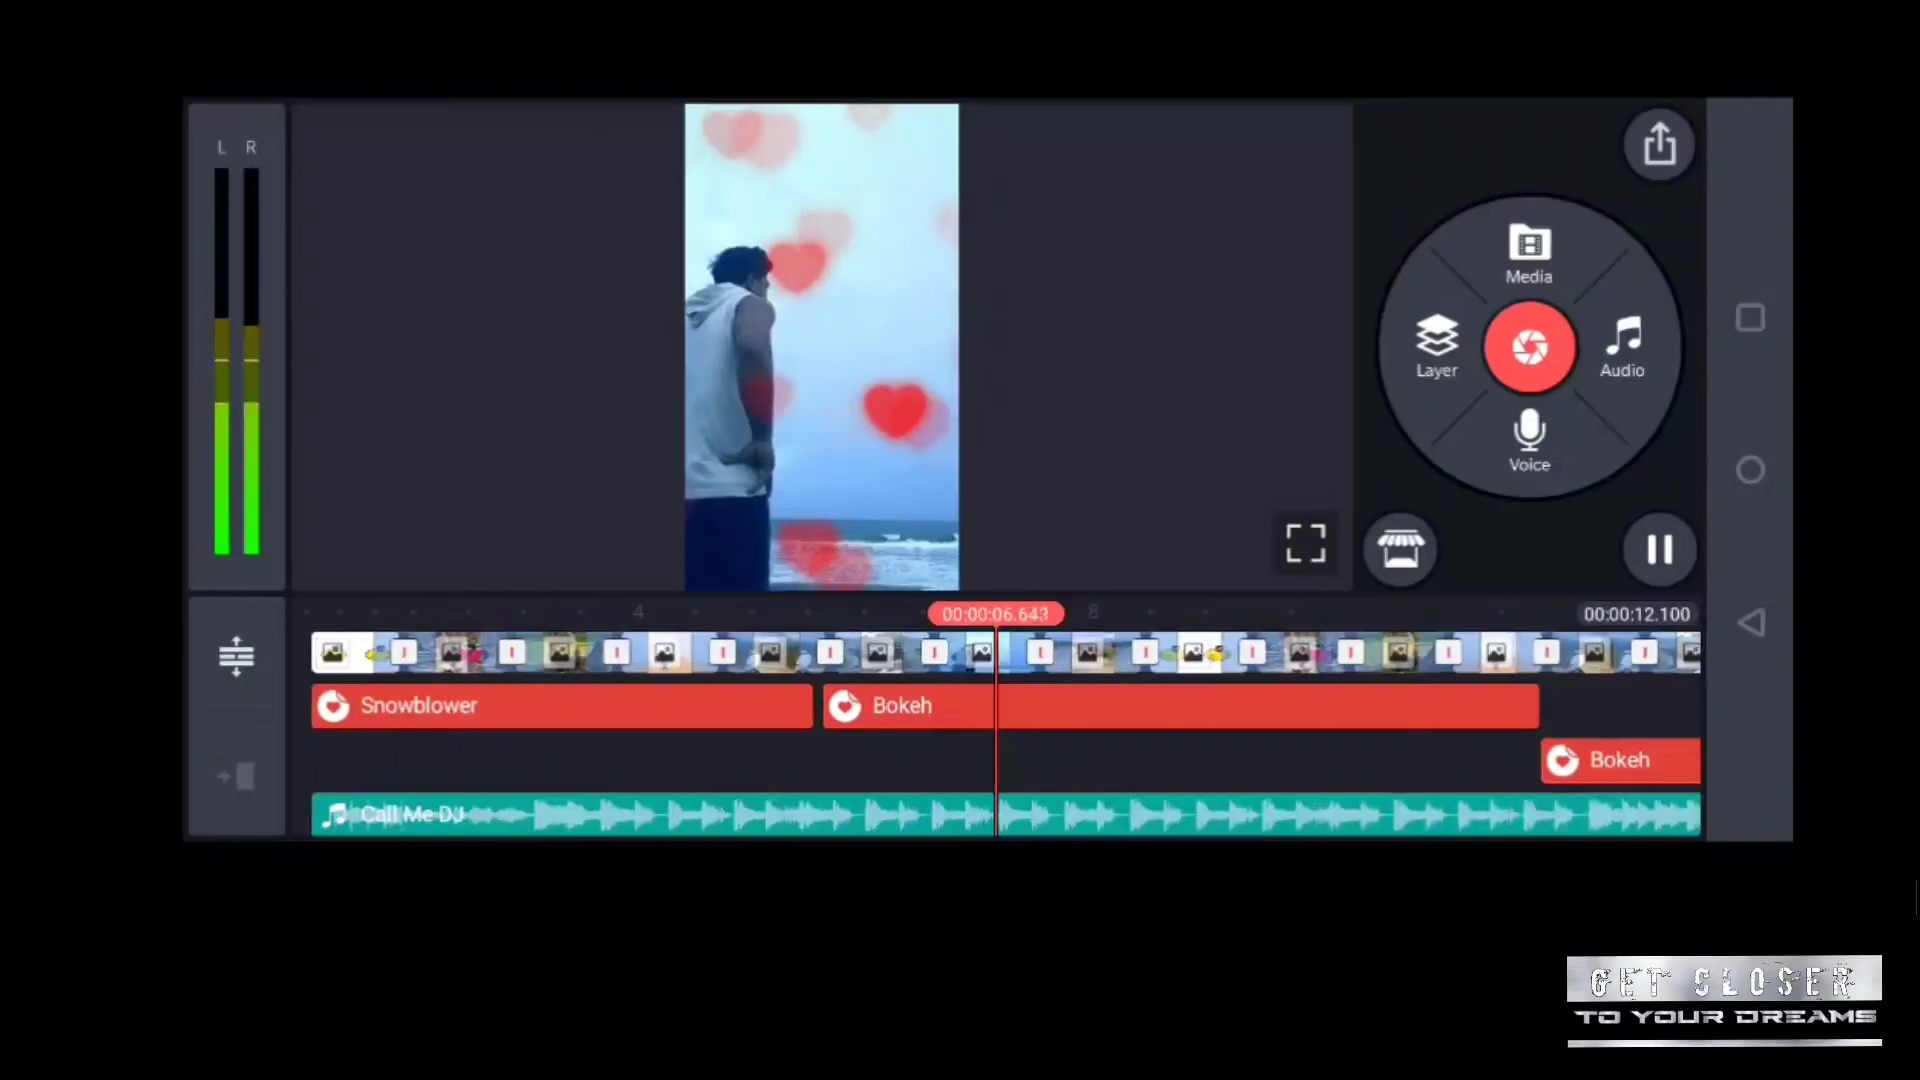 L R
Media
Layer
Audio
Voice
4
00:00:06.643
8
00:00:12.100
Snowblower
Bokeh
Bokeh
Call Me DJ
GET CLOSER
TO YOUR DREAMS